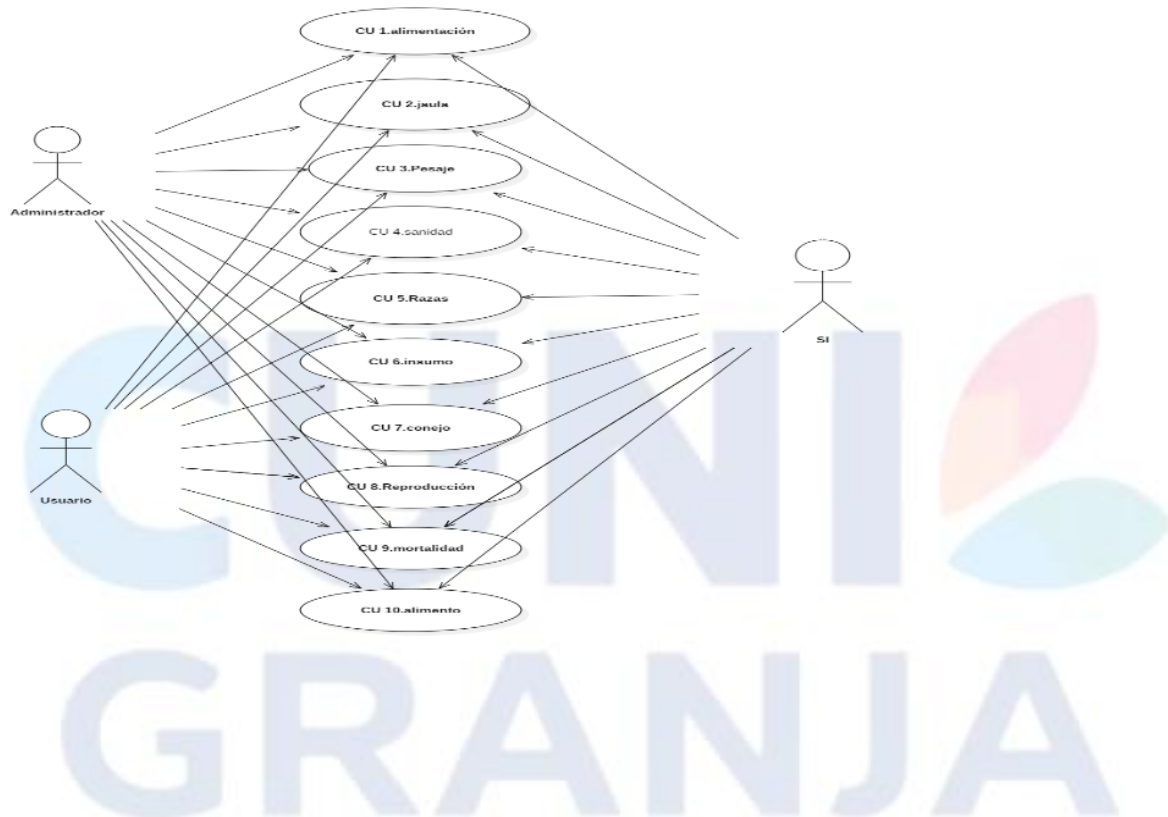 CU 1.alimentación
CU 2.jaula
CU 3.Pesaje
Administrador
CU 4.sanidad
CU 5.Razas
SI
CU 6.insumo
CU 7.conejo
Usuario
CU 8.Reproducción
CU 9.mortalidad
CU 10.alimento
CUNI
GRANJA